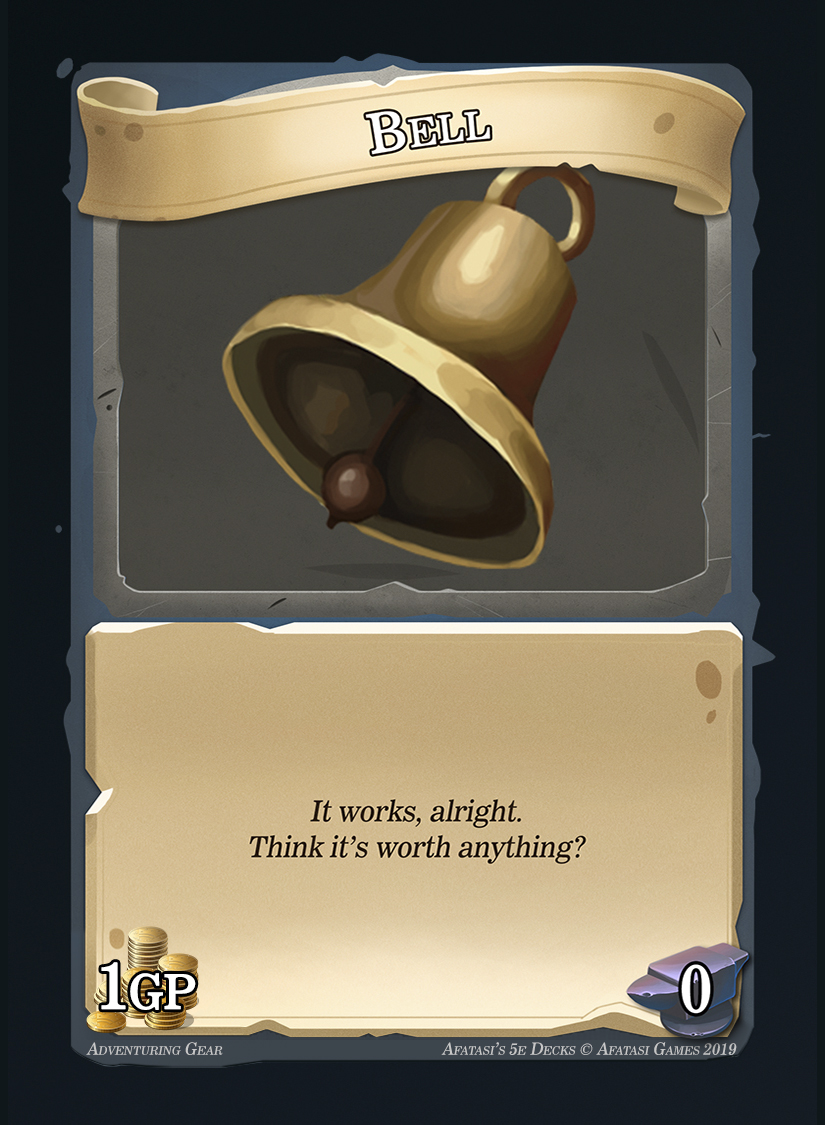 Bell
It works, alright.
Think it's worth anything?
1GP
0
Adventuring Gear
Afatasi's 5e Decks © Afatasi Games 2019